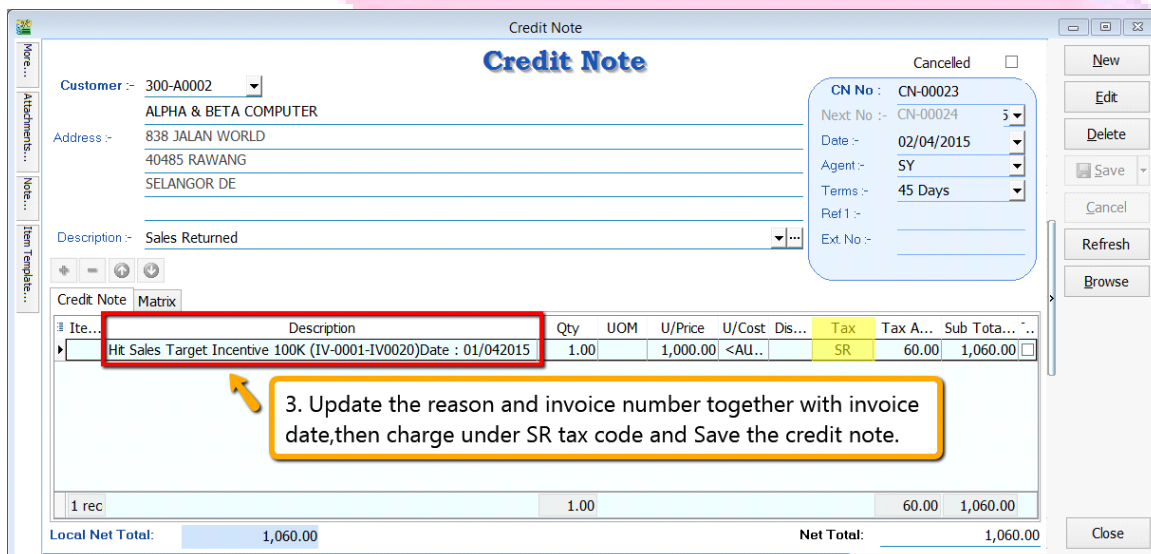 Credit Note
More...
Attachments...
Note...
Item Template...
Credit Note
Cancelled
Customer :- 300-A0002
ALPHA & BETA COMPUTER
Address :- 838 JALAN WORLD
40485 RAWANG
SELANGOR DE
Description :- Sales Returned
CN No : CN-00023
Next No :- CN-00024 5
Date :- 02/04/2015
Agent :- SY
Terms :- 45 Days
Ref 1 :-
Ext. No :-
New
Edit
Delete
Save
Cancel
Refresh
Browse
Credit Note Matrix
Ite... Description Qty UOM U/Price U/Cost Dis... Tax Tax A... Sub Tota...
Hit Sales Target Incentive 100K (IV-0001-IV0020)Date : 01/042015 1.00 1,000.00 <AU.. SR 60.00 1,060.00
3. Update the reason and invoice number together with invoice
date,then charge under SR tax code and Save the credit note.
1 rec 1.00 60.00 1,060.00
Local Net Total: 1,060.00 Net Total: 1,060.00
Close